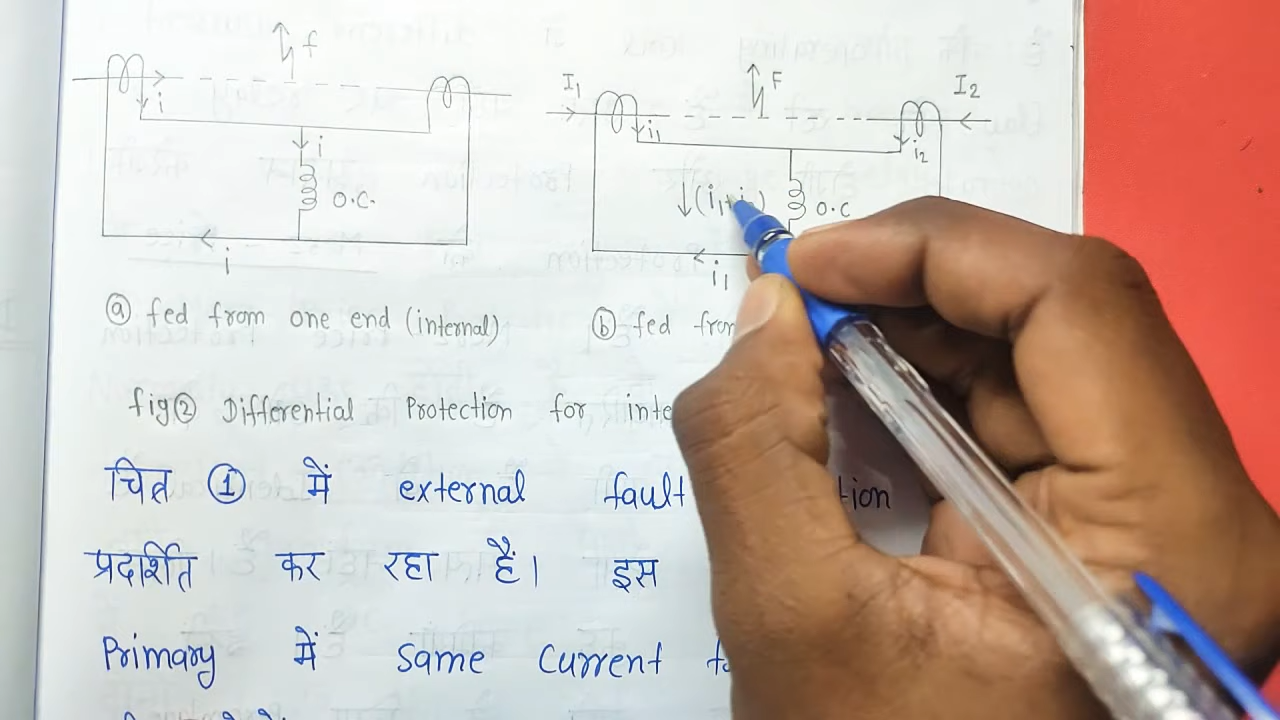 f
i
i
O.C.
i
I1
F
I2
i1
i2
(i1+i2)
O.C
i1
ⓐ fed from one end (internal)
ⓑ fed from
fig② Differential Protection for
चित्र ① में external fault
प्रदर्शित कर रहा हैं। इस
Primary में Same Current